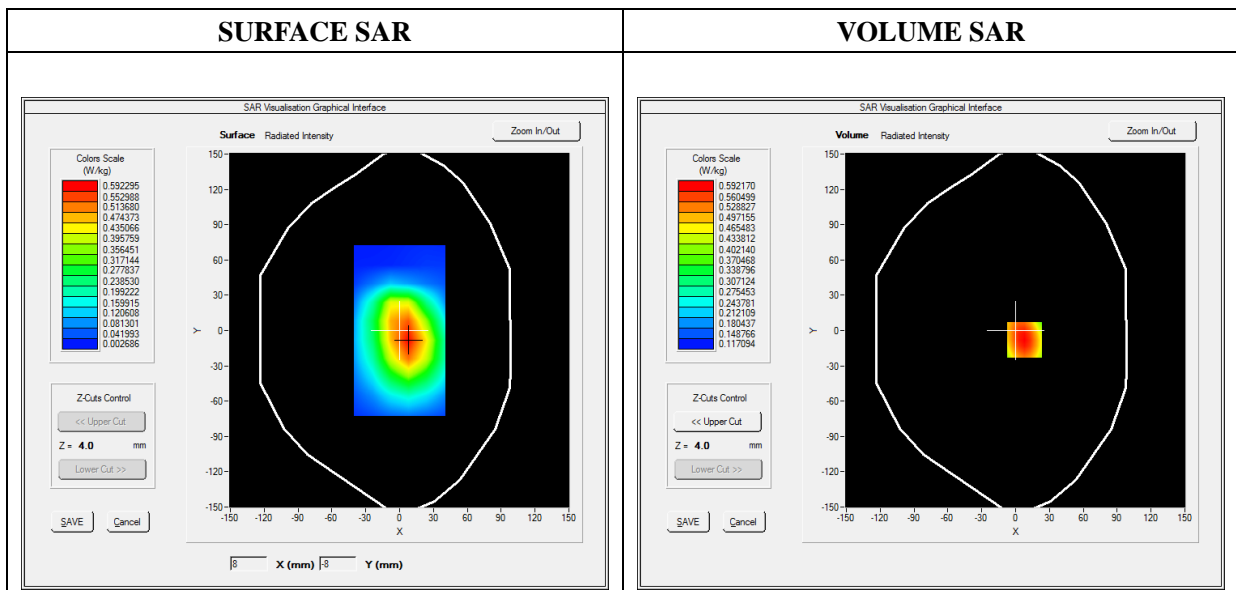 SURFACE SAR
VOLUME SAR
SAR Visualisation Graphical Interface
Surface Radiated Intensity
Zoom In/Out
Colors Scale
(W/kg)
0.592295
0.552988
0.513680
0.474373
0.435066
0.395759
0.356451
0.317144
0.277837
0.238530
0.199222
0.159915
0.120608
0.081301
0.041993
0.002686
Z-Cuts Control
<< Upper Cut
Z = 4.0 mm
Lower Cut >>
SAVE Cancel
150
120
90
60
30
0
-30
-60
-90
-120
-150
Y
-150 -120 -90 -60 -30 0 30 60 90 120 150
X
8 X (mm) -8 Y (mm)
SAR Visualisation Graphical Interface
Volume Radiated Intensity
Zoom In/Out
Colors Scale
(W/kg)
0.592170
0.560499
0.528827
0.497155
0.465483
0.433812
0.402140
0.370468
0.338796
0.307124
0.275453
0.243781
0.212109
0.180437
0.148766
0.117094
Z-Cuts Control
<< Upper Cut
Z = 4.0 mm
Lower Cut >>
SAVE Cancel
150
120
90
60
30
0
-30
-60
-90
-120
-150
Y
-150 -120 -90 -60 -30 0 30 60 90 120 150
X